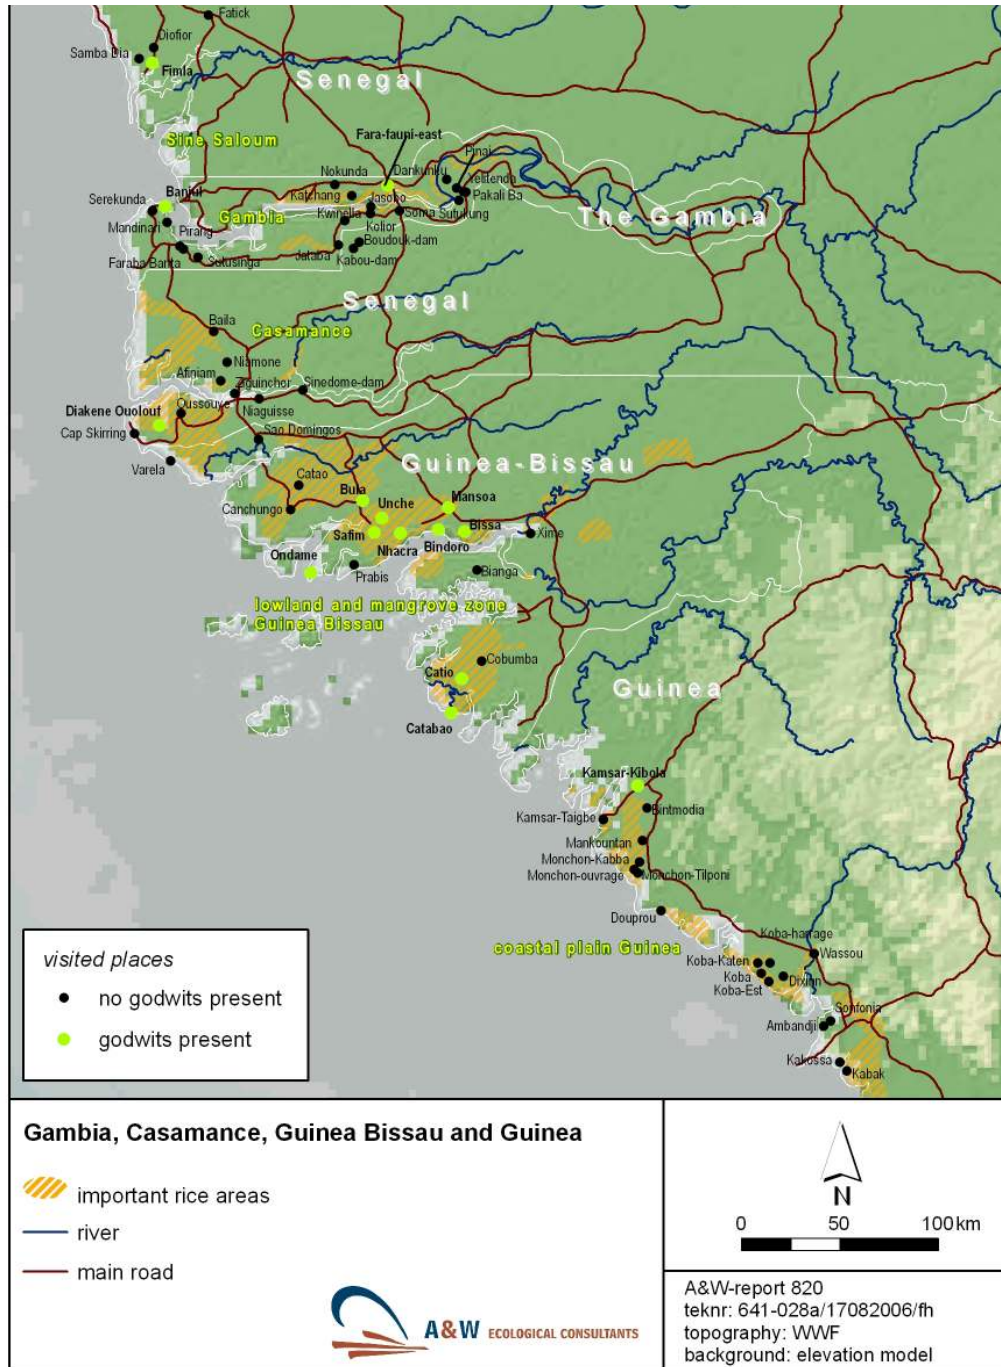 Fatick
Diofior
Samba Dia
Fimla
Senegal
Sine Saloum
Fara-fauni-east
Pinai
Nokunda
Dankunku
Katchang
Jasobo
Yelitenda
Pakali Ba
Serekunda
Banjul
Gambia
Kwinella
Soma
Sutukung
The Gambia
Mandinari
Pirang
Kolior
Boudouk-dam
Faraba Banta
Sutusinga
Jataba
Kabou-dam
Senegal
Baila
Casamance
Niamone
Afiniam
Ziguinchor
Sinedome-dam
Diakene Ouolouf
Oussouye
Niaguisse
Cap Skirring
Sao Domingos
Varela
Guinea-Bissau
Catao
Bula
Mansoa
Unche
Canchungo
Safim
Bissa
Xime
Nhacra
Bindoro
Ondame
Prabis
Bianga
lowland and mangrove zone
Guinea Bissau
Cobumba
Catio
Guinea
Catabao
Kamsar-Kibola
Kamsar-Taigbe
Bintmodia
Mankountan
Monchon-Kabba
Monchon-ouvrage
Monchon-Tilponi
Douprou
coastal plain Guinea
Koba-harrage
Wassou
Koba-Katen
Koba
Dixinn
Koba-Est
Sonfonia
Ambandji
Kakossa
Kabak
visited places
no godwits present
godwits present
Gambia, Casamance, Guinea Bissau and Guinea
important rice areas
river
main road
A&W ECOLOGICAL CONSULTANTS
N
0 50 100 km
A&W-report 820
teknr: 641-028a/17082006/fh
topography: WWF
background: elevation model